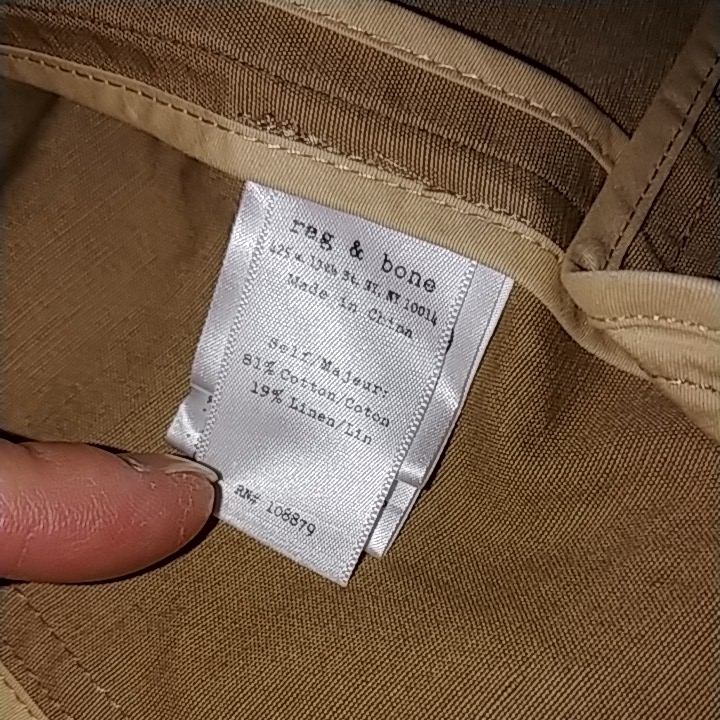 rag & bone
425 w. 13th St. NY, NY 10014
Made in China
Self/Majeur:
81% Cotton/Coton
19% Linen/Lin
RN# 108879